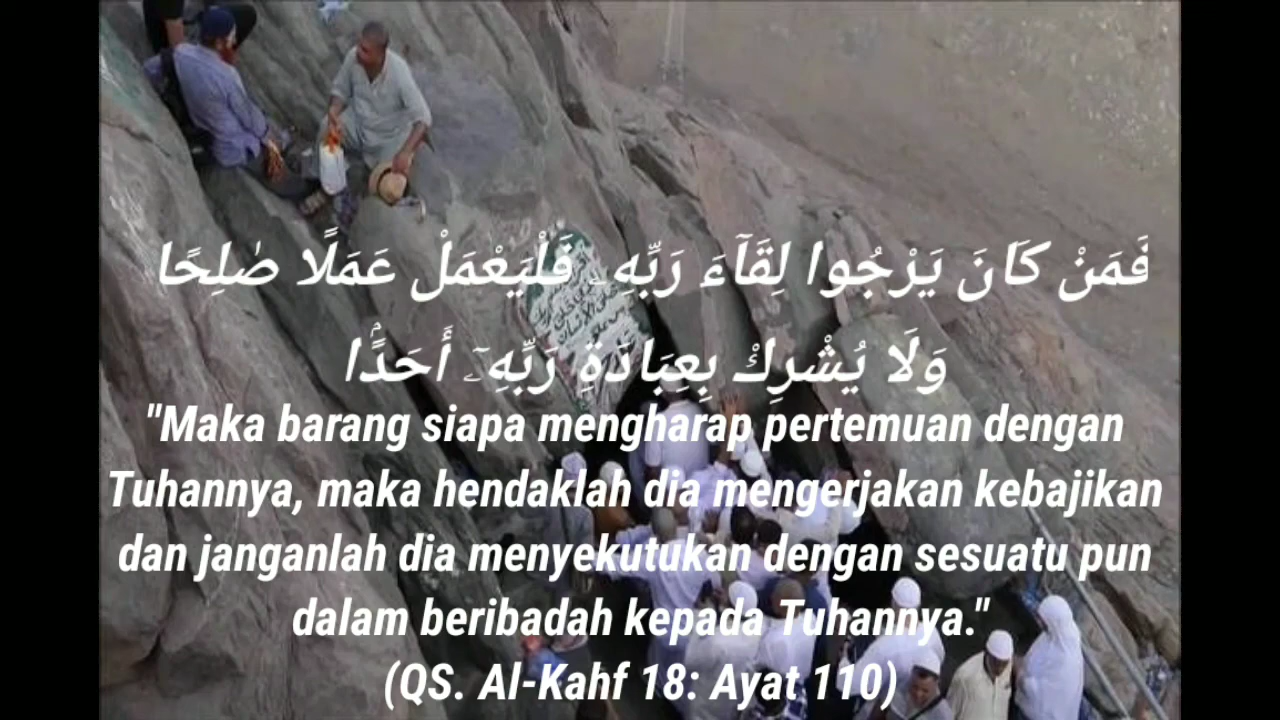 فَمَنْ كَانَ يَرْجُوا لِقَآءَ رَبِّهِۦ فَلْيَعْمَلْ عَمَلًا صٰلِحًا
وَلَا يُشْرِكْ بِعِبَادَةِ رَبِّهِۦٓ أَحَدًۢا
"Maka barang siapa mengharap pertemuan dengan
Tuhannya, maka hendaklah dia mengerjakan kebajikan
dan janganlah dia menyekutukan dengan sesuatu pun
dalam beribadah kepada Tuhannya."
(QS. Al-Kahf 18: Ayat 110)